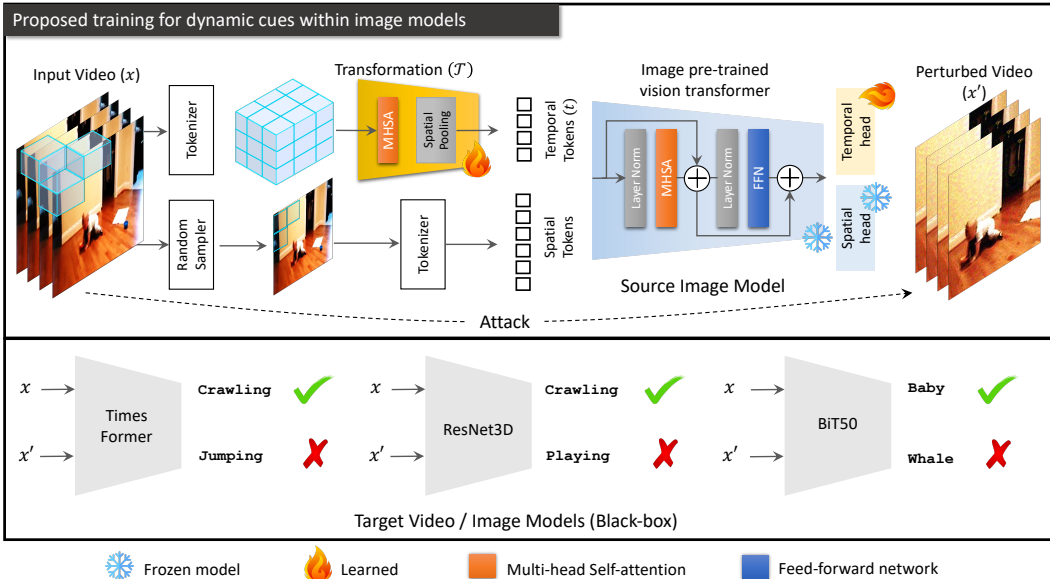 Proposed training for dynamic cues within image models
Input Video (x)
Tokenizer
Transformation (𝒯)
MHSA
Spatial Pooling
Temporal Tokens (t)
Image pre-trained
vision transformer
Layer Norm
MHSA
Layer Norm
FFN
Temporal head
Perturbed Video
(x′)
Random Sampler
Tokenizer
Spatial Tokens
Spatial head
Source Image Model
Attack
x
Times
Former
Crawling
x′
Jumping
x
ResNet3D
Crawling
x′
Playing
x
BiT50
Baby
x′
Whale
Target Video / Image Models (Black-box)
Frozen model
Learned
Multi-head Self-attention
Feed-forward network